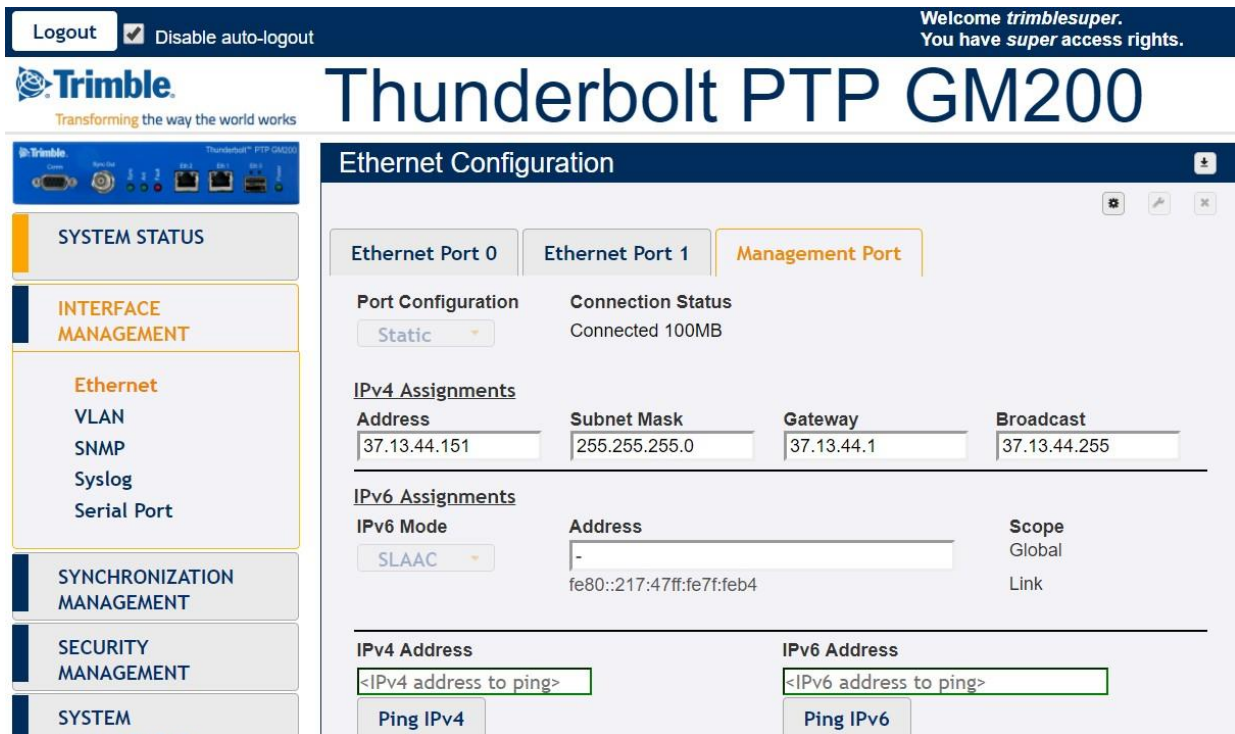 Logout
Disable auto-logout
Welcome trimblesuper.
You have super access rights.
Trimble.
Transforming the way the world works
Thunderbolt PTP GM200
Trimble.
Thunderbolt™ PTP GM200
Ethernet Configuration
SYSTEM STATUS
INTERFACE
MANAGEMENT
Ethernet
VLAN
SNMP
Syslog
Serial Port
SYNCHRONIZATION
MANAGEMENT
SECURITY
MANAGEMENT
SYSTEM
Ethernet Port 0 Ethernet Port 1 Management Port
Port Configuration Connection Status
Static Connected 100MB
IPv4 Assignments
Address Subnet Mask Gateway Broadcast
37.13.44.151 255.255.255.0 37.13.44.1 37.13.44.255
IPv6 Assignments
IPv6 Mode Address Scope
SLAAC - Global
fe80::217:47ff:fe7f:feb4 Link
IPv4 Address IPv6 Address
<IPv4 address to ping> <IPv6 address to ping>
Ping IPv4 Ping IPv6